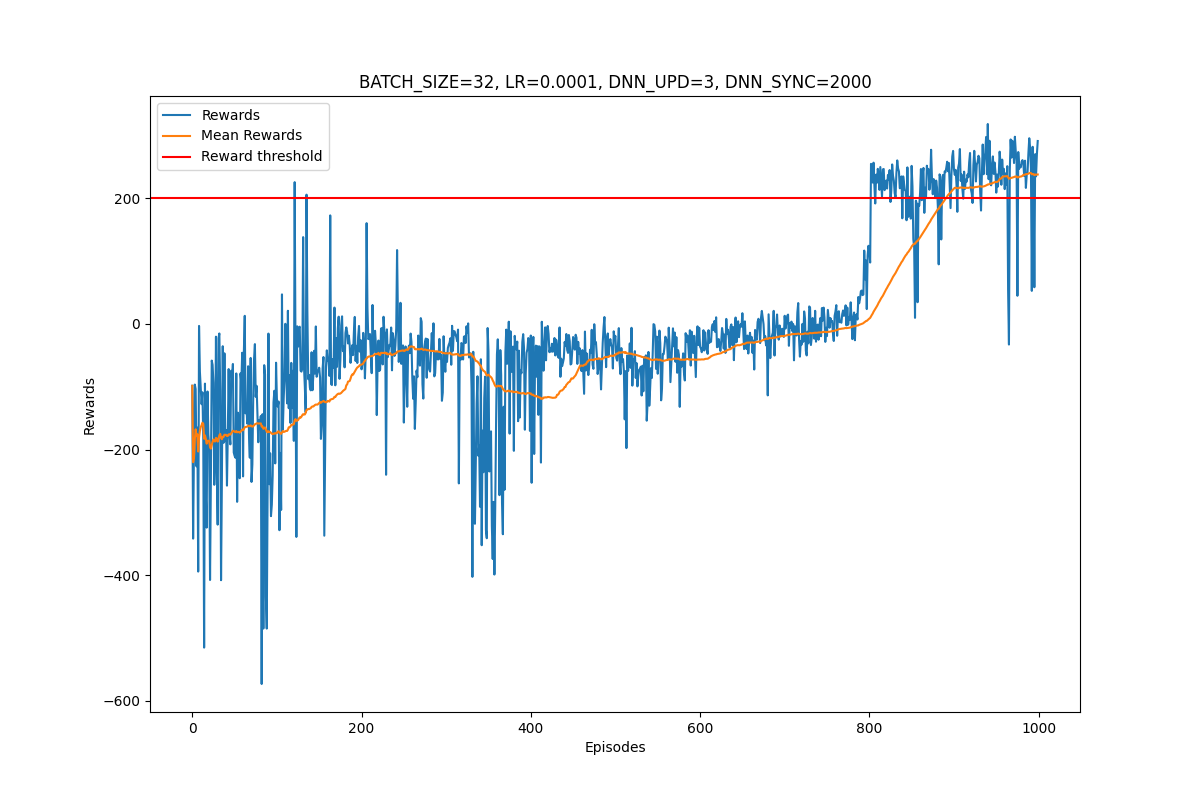 BATCH_SIZE=32, LR=0.0001, DNN_UPD=3, DNN_SYNC=2000
Rewards
Mean Rewards
Reward threshold
200
0
−200
−400
−600
Rewards
0
200
400
600
800
1000
Episodes